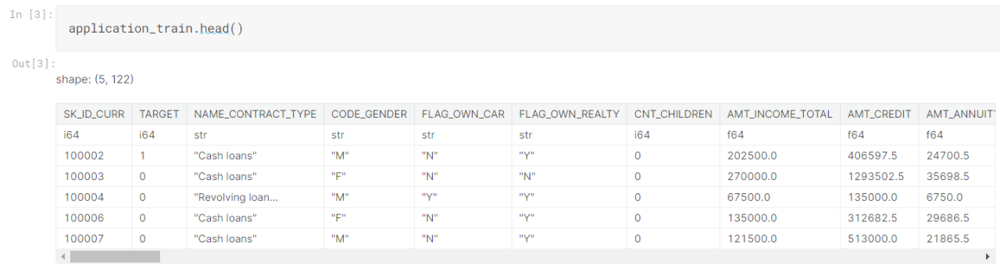 In [3]:
application_train.head()
Out[3]:
shape: (5, 122)
SK_ID_CURR TARGET NAME_CONTRACT_TYPE CODE_GENDER FLAG_OWN_CAR FLAG_OWN_REALTY CNT_CHILDREN AMT_INCOME_TOTAL AMT_CREDIT AMT_ANNUIT
i64 i64 str str str str i64 f64 f64 f64
100002 1 "Cash loans" "M" "N" "Y" 0 202500.0 406597.5 24700.5
100003 0 "Cash loans" "F" "N" "N" 0 270000.0 1293502.5 35698.5
100004 0 "Revolving loan... "M" "Y" "Y" 0 67500.0 135000.0 6750.0
100006 0 "Cash loans" "F" "N" "Y" 0 135000.0 312682.5 29686.5
100007 0 "Cash loans" "M" "N" "Y" 0 121500.0 513000.0 21865.5